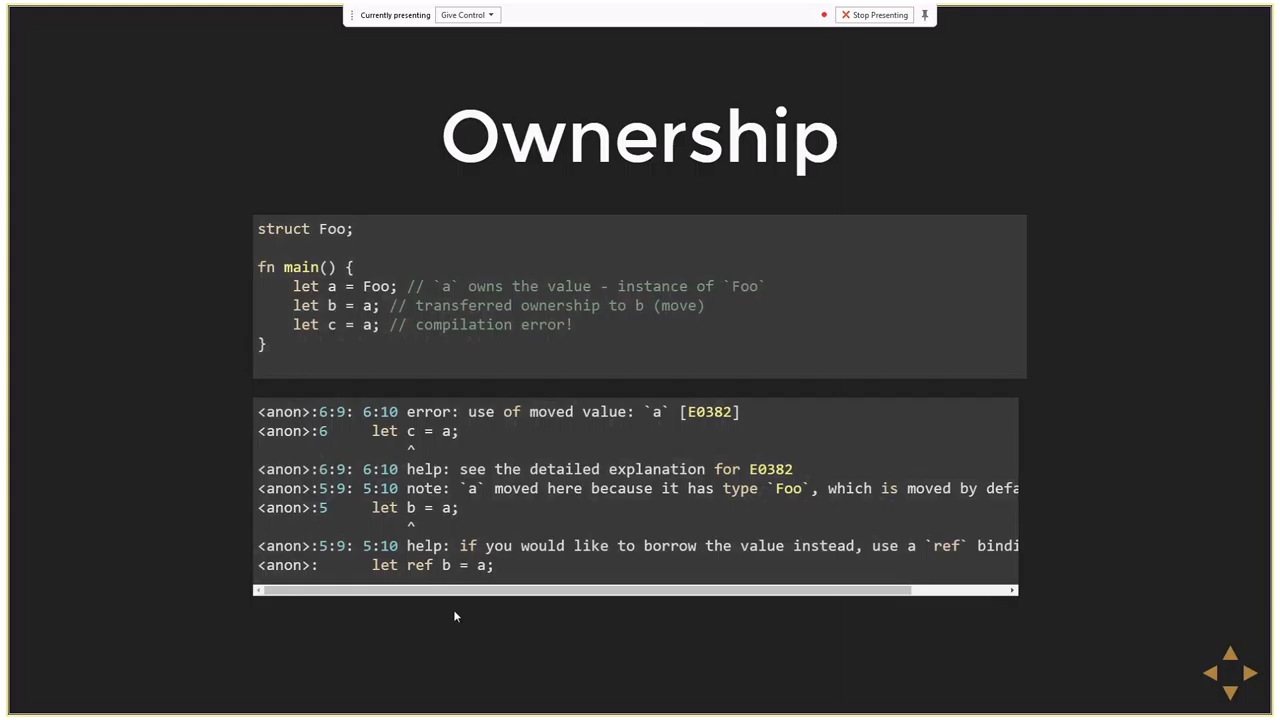 Currently presenting Give Control Stop Presenting
Ownership
struct Foo;
fn main() {
    let a = Foo; // `a` owns the value - instance of `Foo`
    let b = a; // transferred ownership to b (move)
    let c = a; // compilation error!
}
<anon>:6:9: 6:10 error: use of moved value: `a` [E0382]
<anon>:6     let c = a;
                 ^
<anon>:6:9: 6:10 help: see the detailed explanation for E0382
<anon>:5:9: 5:10 note: `a` moved here because it has type `Foo`, which is moved by defa
<anon>:5     let b = a;
                 ^
<anon>:5:9: 5:10 help: if you would like to borrow the value instead, use a `ref` bindi
<anon>:      let ref b = a;